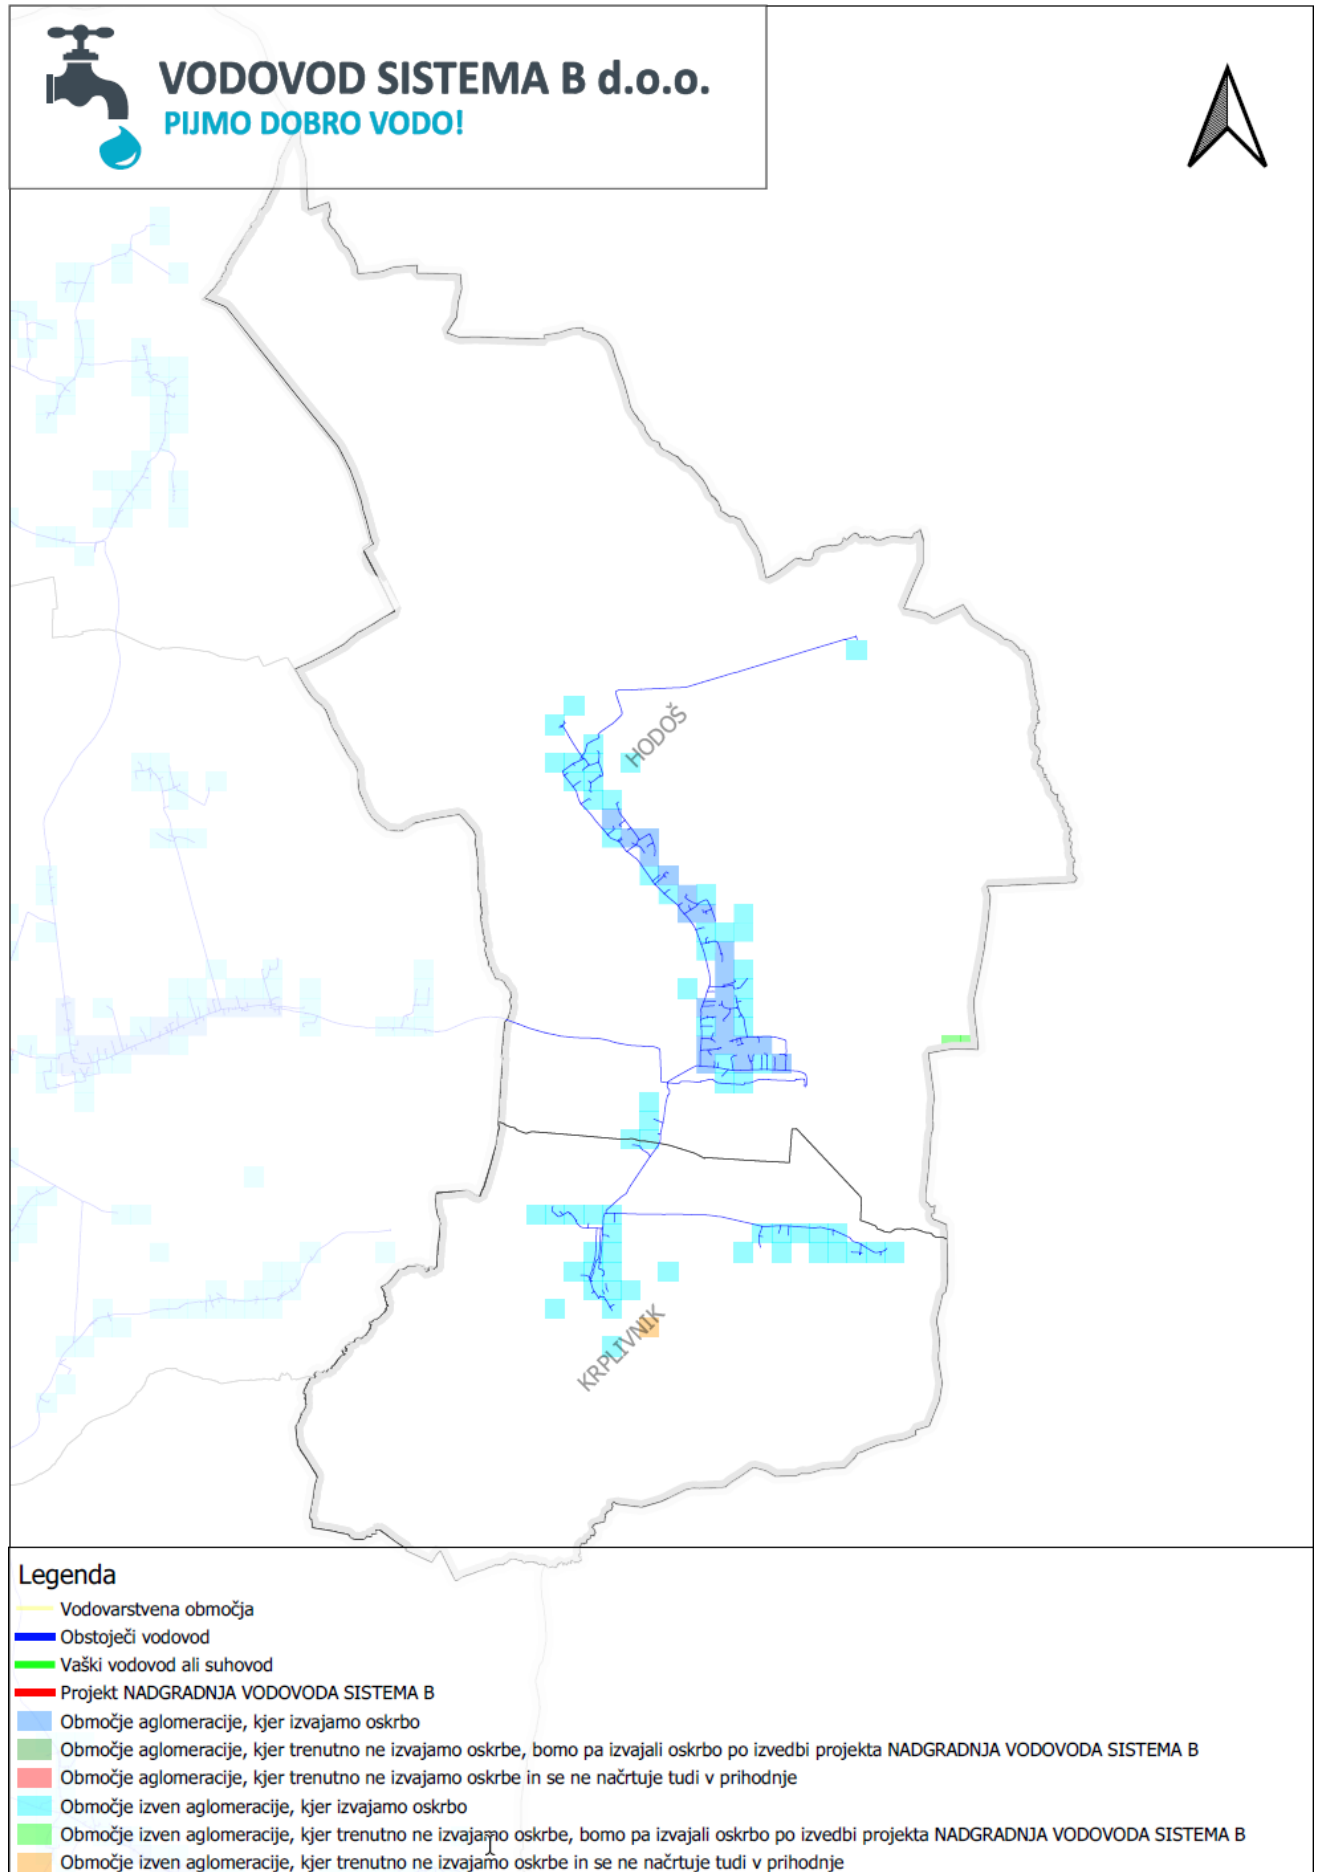 VODOVOD SISTEMA B d.o.o.
PIJMO DOBRO VODO!
HODOŠ
KRPLIVNIK
Legenda
Vodovarstvena območja
Obstoječi vodovod
Vaški vodovod ali suhovod
Projekt NADGRADNJA VODOVODA SISTEMA B
Območje aglomeracije, kjer izvajamo oskrbo
Območje aglomeracije, kjer trenutno ne izvajamo oskrbe, bomo pa izvajali oskrbo po izvedbi projekta NADGRADNJA VODOVODA SISTEMA B
Območje aglomeracije, kjer trenutno ne izvajamo oskrbe in se ne načrtuje tudi v prihodnje
Območje izven aglomeracije, kjer izvajamo oskrbo
Območje izven aglomeracije, kjer trenutno ne izvajamo oskrbe, bomo pa izvajali oskrbo po izvedbi projekta NADGRADNJA VODOVODA SISTEMA B
Območje izven aglomeracije, kjer trenutno ne izvajamo oskrbe in se ne načrtuje tudi v prihodnje